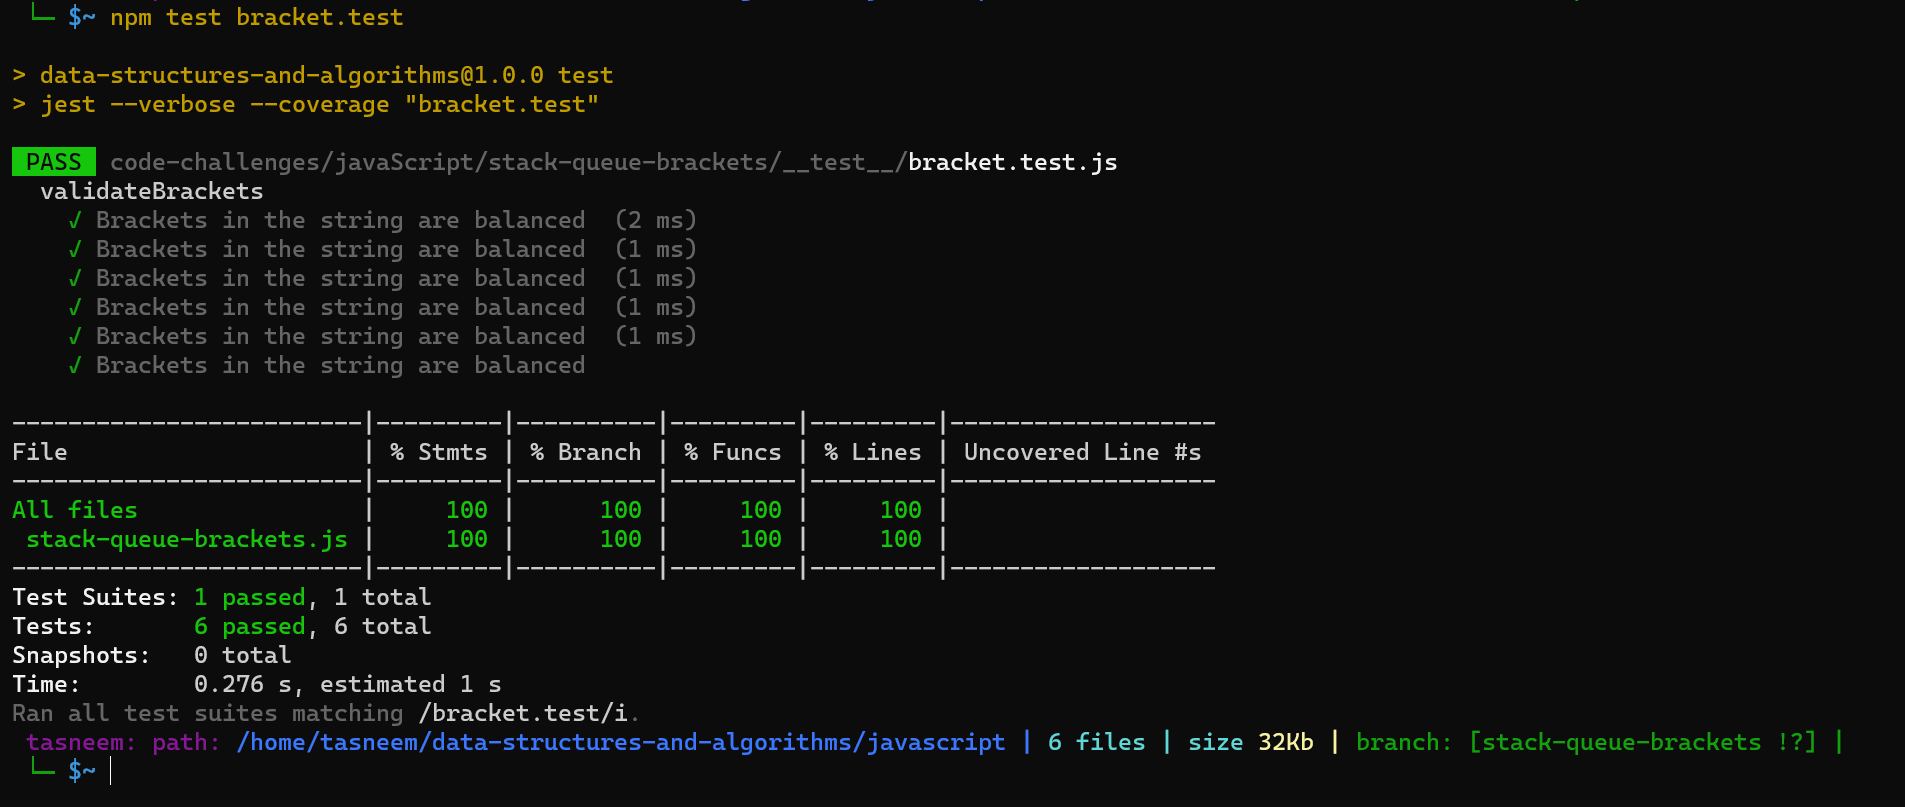 └─ $~ npm test bracket.test
> data-structures-and-algorithms@1.0.0 test
> jest --verbose --coverage "bracket.test"
PASS code-challenges/javaScript/stack-queue-brackets/__test__/bracket.test.js
validateBrackets
√ Brackets in the string are balanced  (2 ms)
√ Brackets in the string are balanced  (1 ms)
√ Brackets in the string are balanced  (1 ms)
√ Brackets in the string are balanced  (1 ms)
√ Brackets in the string are balanced  (1 ms)
√ Brackets in the string are balanced
-------------------------|---------|----------|---------|---------|-------------------
File                     | % Stmts | % Branch | % Funcs | % Lines | Uncovered Line #s
-------------------------|---------|----------|---------|---------|-------------------
All files                |     100 |      100 |     100 |     100 |
 stack-queue-brackets.js |     100 |      100 |     100 |     100 |
-------------------------|---------|----------|---------|---------|-------------------
Test Suites: 1 passed, 1 total
Tests:       6 passed, 6 total
Snapshots:   0 total
Time:        0.276 s, estimated 1 s
Ran all test suites matching /bracket.test/i.
tasneem: path: /home/tasneem/data-structures-and-algorithms/javascript | 6 files | size 32Kb | branch: [stack-queue-brackets !?] |
└─ $~